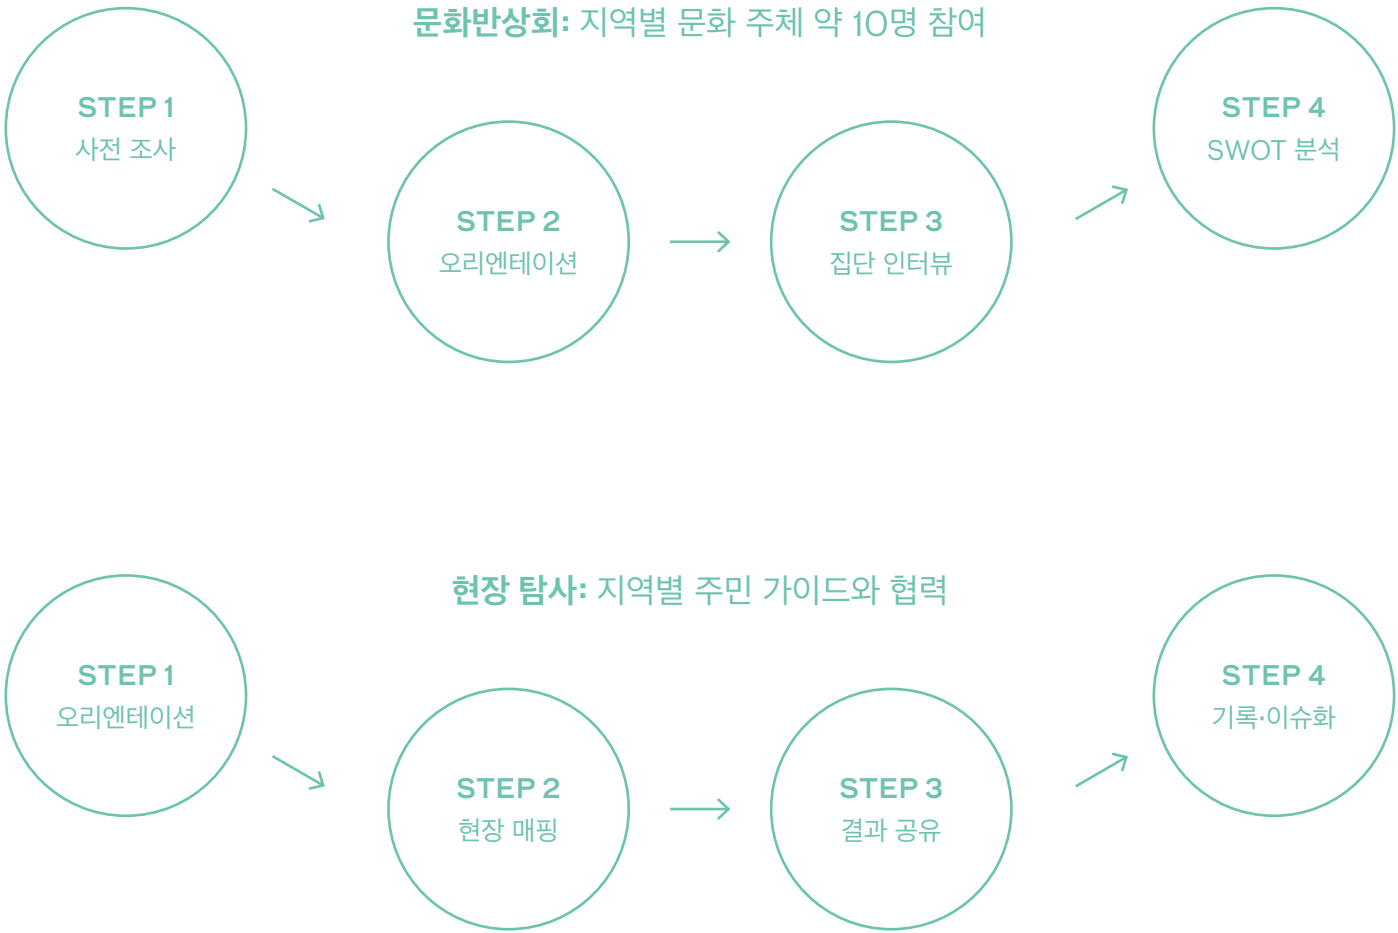 문화반상회: 지역별 문화 주체 약 10명 참여
STEP 1
사전 조사
STEP 2
오리엔테이션
STEP 3
집단 인터뷰
STEP 4
SWOT 분석
현장 탐사: 지역별 주민 가이드와 협력
STEP 1
오리엔테이션
STEP 2
현장 매핑
STEP 3
결과 공유
STEP 4
기록·이슈화